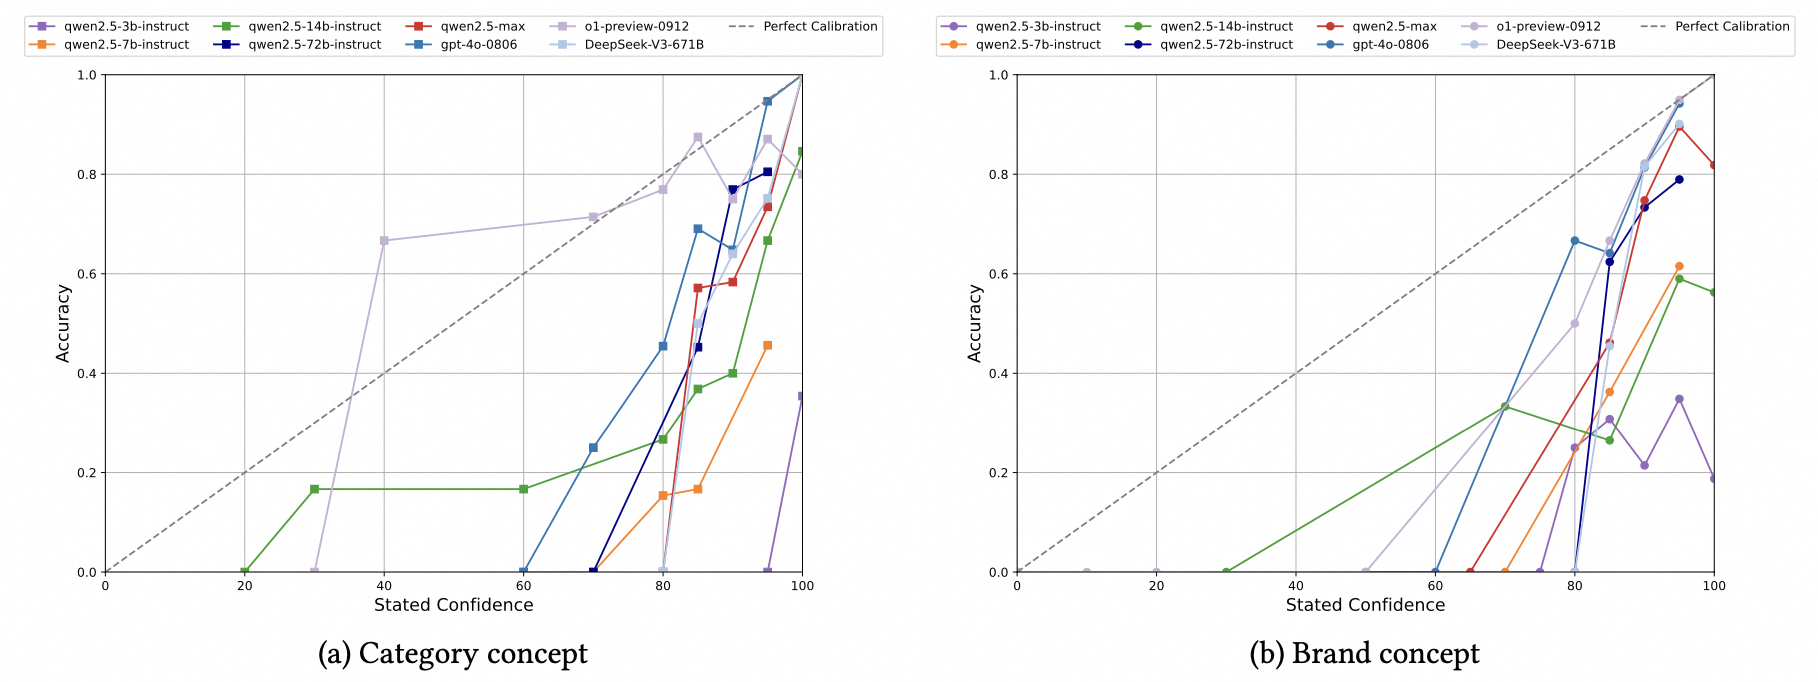 qwen2.5-3b-instruct qwen2.5-14b-instruct qwen2.5-max o1-preview-0912 Perfect Calibration
qwen2.5-7b-instruct qwen2.5-72b-instruct gpt-4o-0806 DeepSeek-V3-671B
1.0
0.8
0.6
0.4
0.2
0.0
Accuracy
0 20 40 60 80 100
Stated Confidence
(a) Category concept
qwen2.5-3b-instruct qwen2.5-14b-instruct qwen2.5-max o1-preview-0912 Perfect Calibration
qwen2.5-7b-instruct qwen2.5-72b-instruct gpt-4o-0806 DeepSeek-V3-671B
1.0
0.8
0.6
0.4
0.2
0.0
Accuracy
0 20 40 60 80 100
Stated Confidence
(b) Brand concept